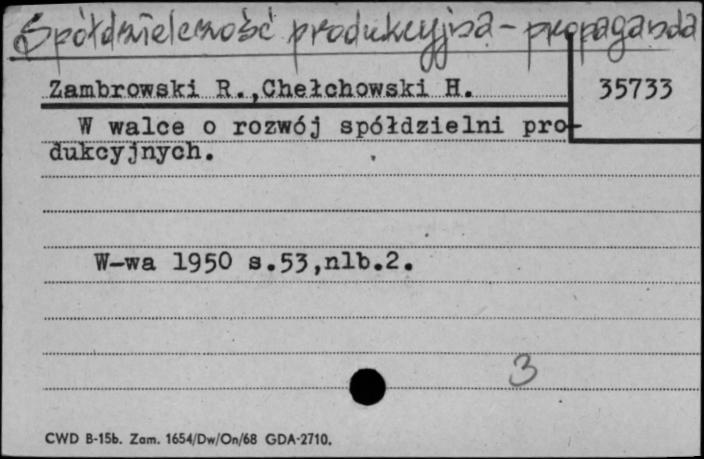 Spółdzielczość produkcyjna - propaganda
Zambrowski R., Chełchowski H.
35733
W walce o rozwój spółdzielni pro-
dukcyjnych.
W-wa 1950 s.53,nlb.2.
3
CWD B-15b. Zam. 1654/Dw/On/68 GDA-2710.